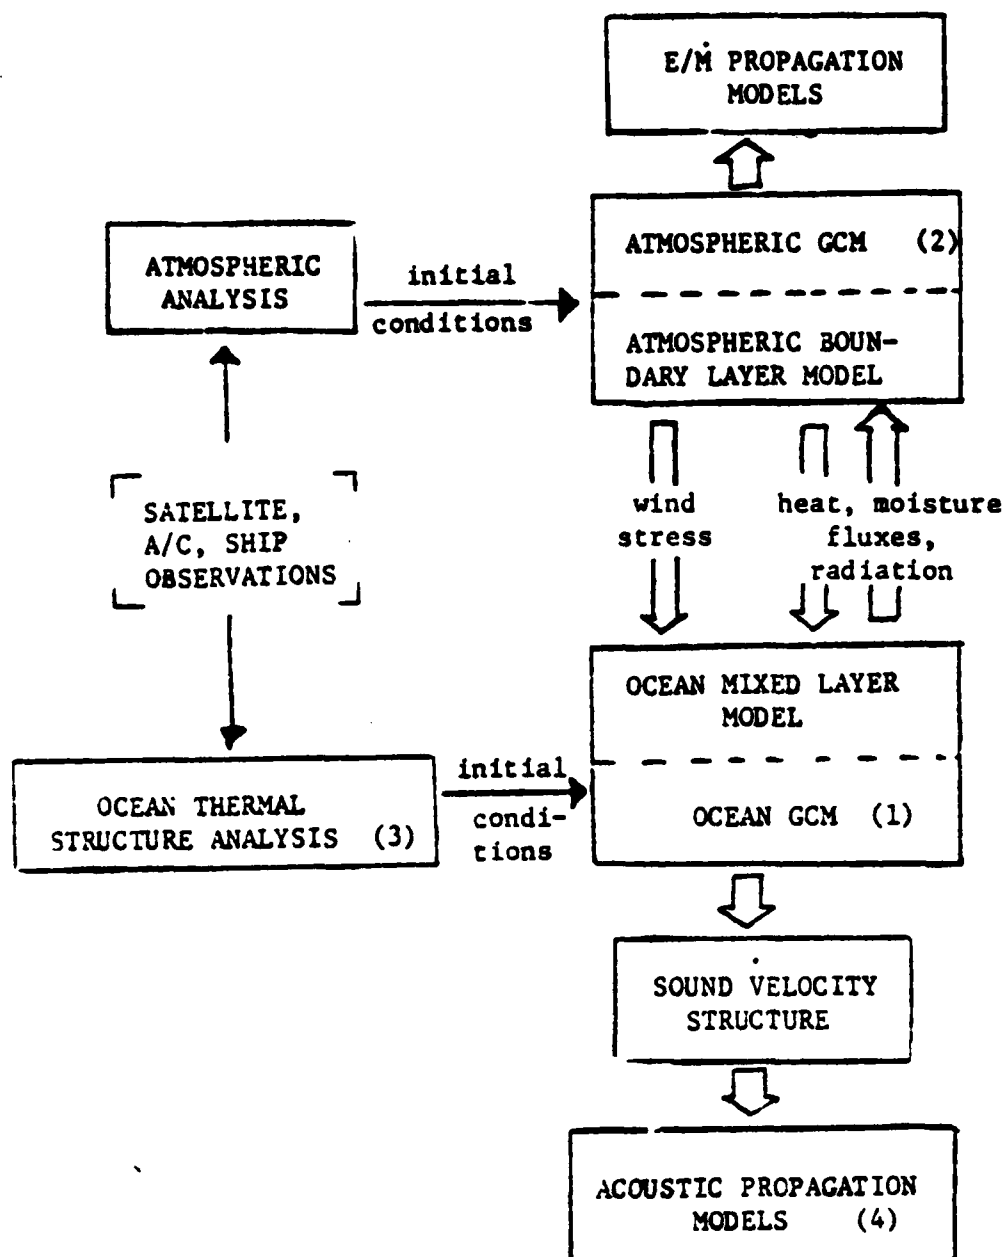 E/M PROPAGATION
MODELS
ATMOSPHERIC GCM (2)
ATMOSPHERIC BOUN-
DARY LAYER MODEL
ATMOSPHERIC
ANALYSIS
initial
conditions
SATELLITE,
A/C, SHIP
OBSERVATIONS
wind
stress
heat, moisture
fluxes,
radiation
OCEAN MIXED LAYER
MODEL
OCEAN GCM (1)
OCEAN THERMAL
STRUCTURE ANALYSIS (3)
initial
condi-
tions
SOUND VELOCITY
STRUCTURE
ACOUSTIC PROPAGATION
MODELS (4)